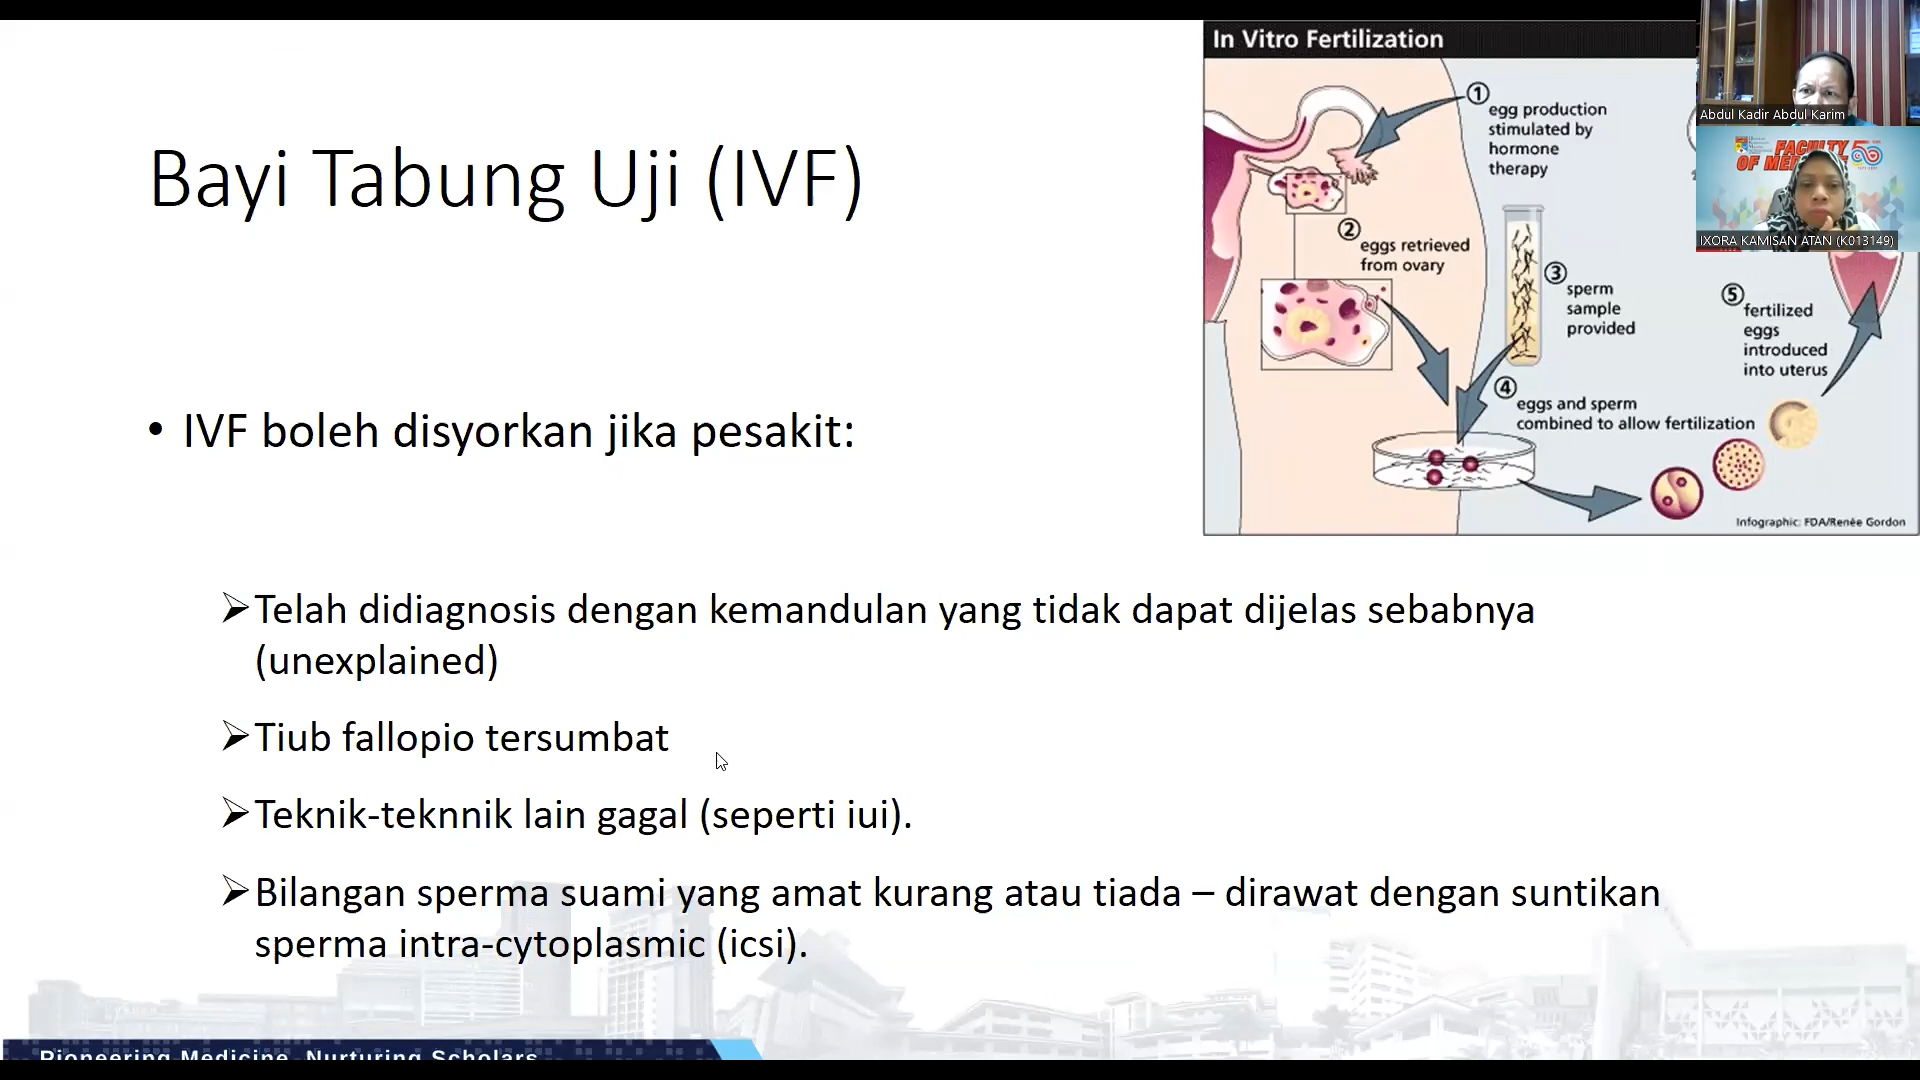 In Vitro Fertilization
Bayi Tabung Uji (IVF)
① egg production
stimulated by
hormone
therapy
② eggs retrieved
from ovary
③ sperm
sample
provided
④ eggs and sperm
combined to allow fertilization
⑤ fertilized
eggs
introduced
into uterus
Infographic: FDA/Renée Gordon
Abdul Kadir Abdul Karim
FACULTY
OF
IXORA KAMISAN ATAN (K013149)
• IVF boleh disyorkan jika pesakit:
➢Telah didiagnosis dengan kemandulan yang tidak dapat dijelas sebabnya
(unexplained)
➢Tiub fallopio tersumbat
➢Teknik-teknnik lain gagal (seperti iui).
➢Bilangan sperma suami yang amat kurang atau tiada – dirawat dengan suntikan
sperma intra-cytoplasmic (icsi).
Pioneering Medicine, Nurturing Scholars